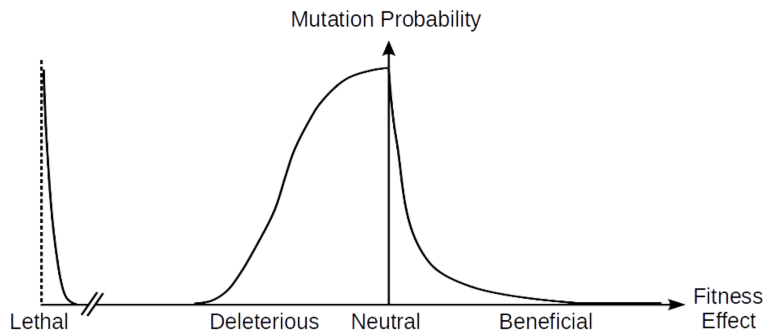 Mutation Probability
Fitness
Effect
Lethal
Deleterious
Neutral
Beneficial